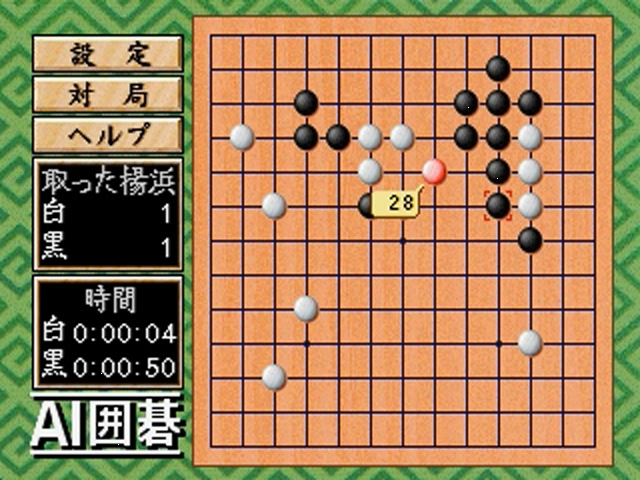 設 定
対 局
ヘルプ
取った揚浜
白 1
黒 1
28
時間
白 0:00:04
黒 0:00:50
AI囲碁